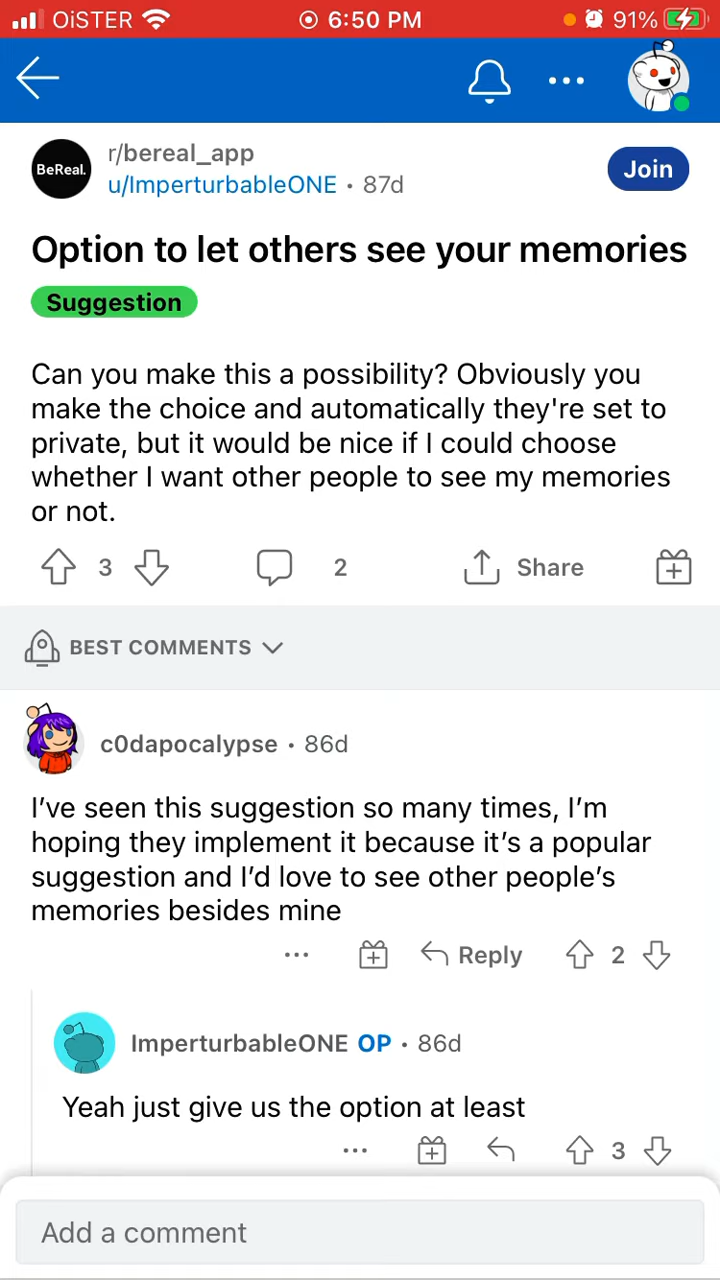 OiSTER 6:50 PM 91%
BeReal.
r/bereal_app
u/ImperturbableONE • 87d
Join
Option to let others see your memories
Suggestion
Can you make this a possibility? Obviously you
make the choice and automatically they're set to
private, but it would be nice if I could choose
whether I want other people to see my memories
or not.
3 2 Share
BEST COMMENTS
c0dapocalypse • 86d
I’ve seen this suggestion so many times, I’m
hoping they implement it because it’s a popular
suggestion and I’d love to see other people’s
memories besides mine
... Reply 2
ImperturbableONE OP • 86d
Yeah just give us the option at least
... 3
Add a comment